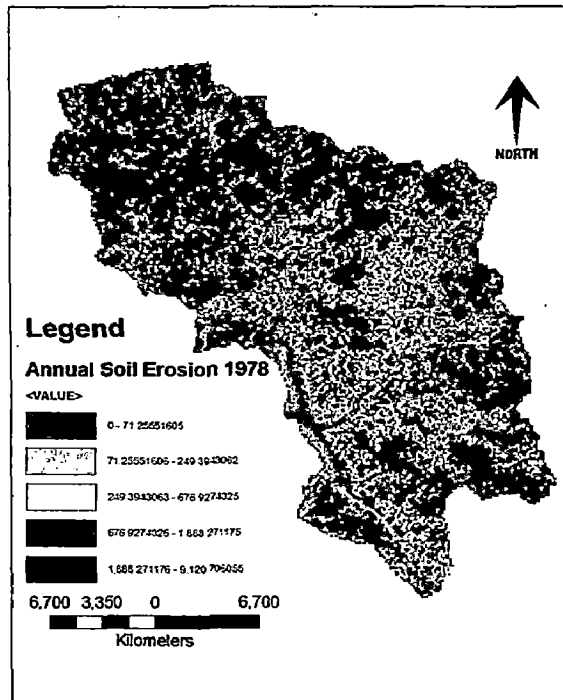 NORTH
Legend
Annual Soil Erosion 1978
<VALUE>
0 - 71 25551605
71 25551606 - 249 3943062
249 3943063 - 676 9274325
676 9274326 - 1 888 271175
1,888 271176 - 9,120 706055
6,700 3,350 0 6,700
Kilometers